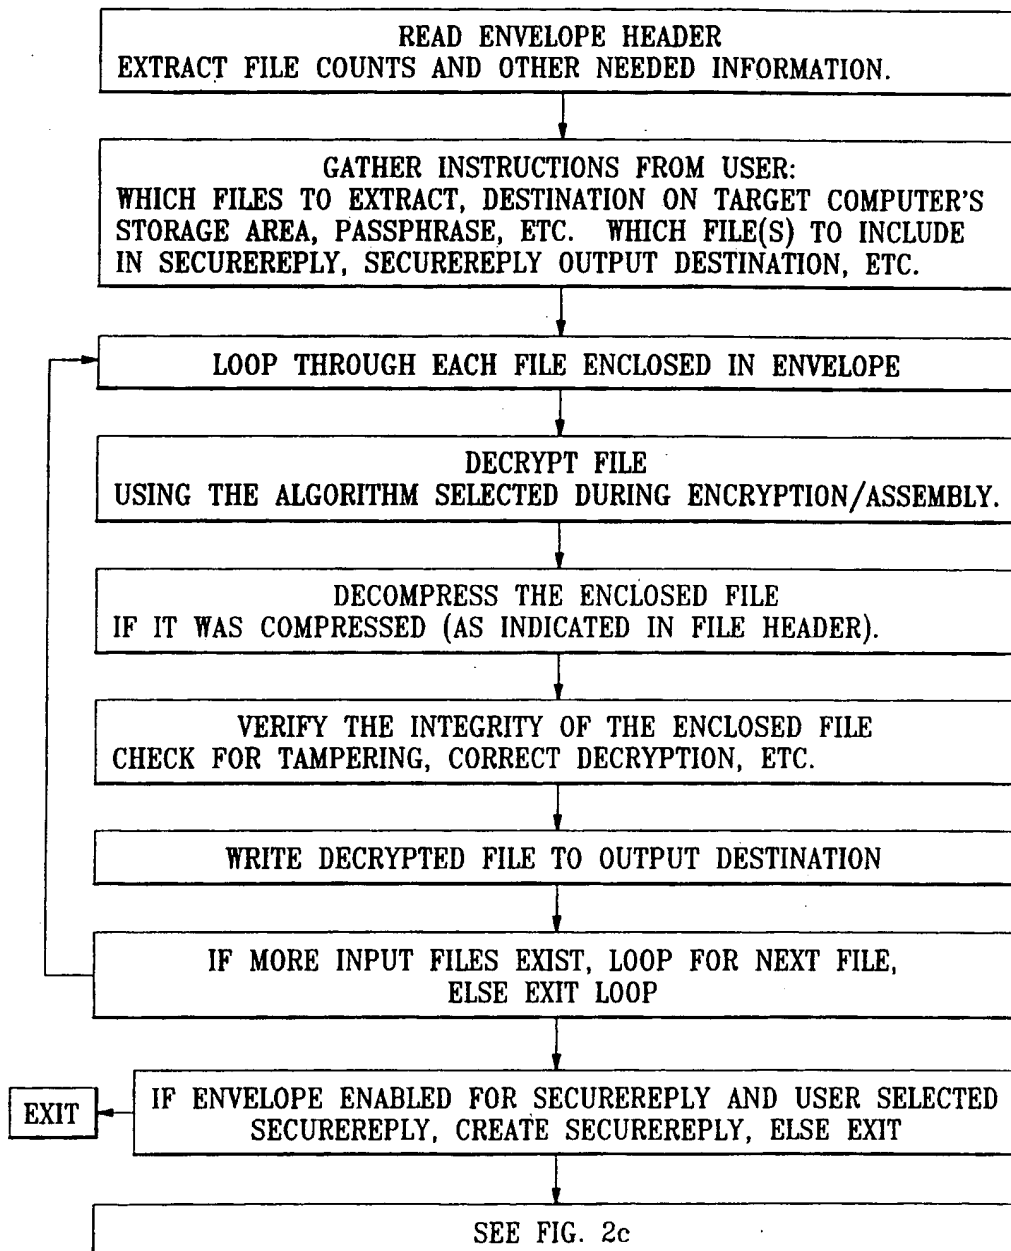 READ ENVELOPE HEADER
EXTRACT FILE COUNTS AND OTHER NEEDED INFORMATION.
GATHER INSTRUCTIONS FROM USER:
WHICH FILES TO EXTRACT, DESTINATION ON TARGET COMPUTER'S
STORAGE AREA, PASSPHRASE, ETC. WHICH FILE(S) TO INCLUDE
IN SECUREREPLY, SECUREREPLY OUTPUT DESTINATION, ETC.
LOOP THROUGH EACH FILE ENCLOSED IN ENVELOPE
DECRYPT FILE
USING THE ALGORITHM SELECTED DURING ENCRYPTION/ASSEMBLY.
DECOMPRESS THE ENCLOSED FILE
IF IT WAS COMPRESSED (AS INDICATED IN FILE HEADER).
VERIFY THE INTEGRITY OF THE ENCLOSED FILE
CHECK FOR TAMPERING, CORRECT DECRYPTION, ETC.
WRITE DECRYPTED FILE TO OUTPUT DESTINATION
IF MORE INPUT FILES EXIST, LOOP FOR NEXT FILE,
ELSE EXIT LOOP
EXIT
IF ENVELOPE ENABLED FOR SECUREREPLY AND USER SELECTED
SECUREREPLY, CREATE SECUREREPLY, ELSE EXIT
SEE FIG. 2c